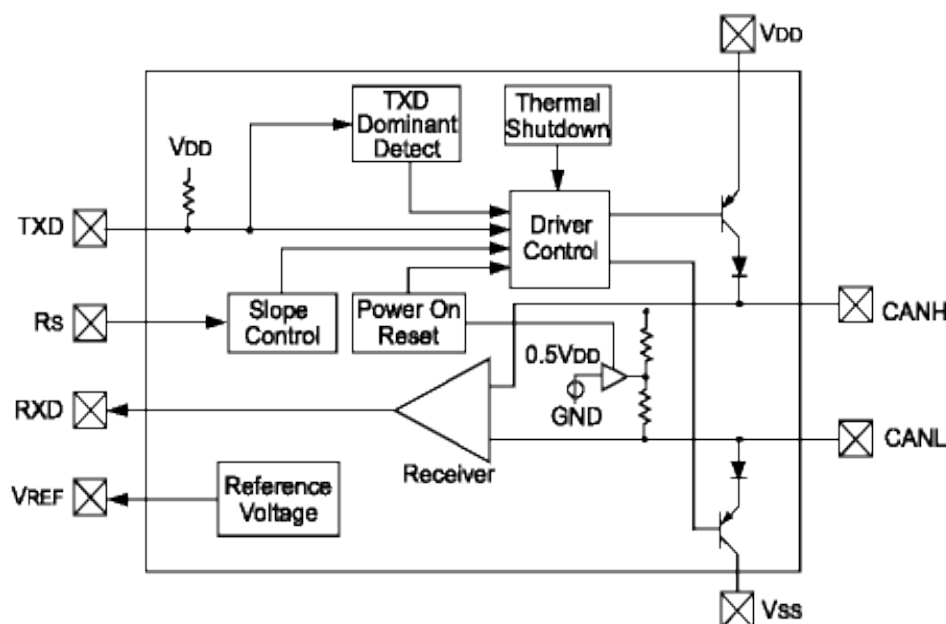 VDD
TXD
Dominant
Detect
Thermal
Shutdown
VDD
TXD
Driver
Control
RS
Slope
Control
Power On
Reset
CANH
0.5VDD
GND
RXD
CANL
Receiver
VREF
Reference
Voltage
VSS